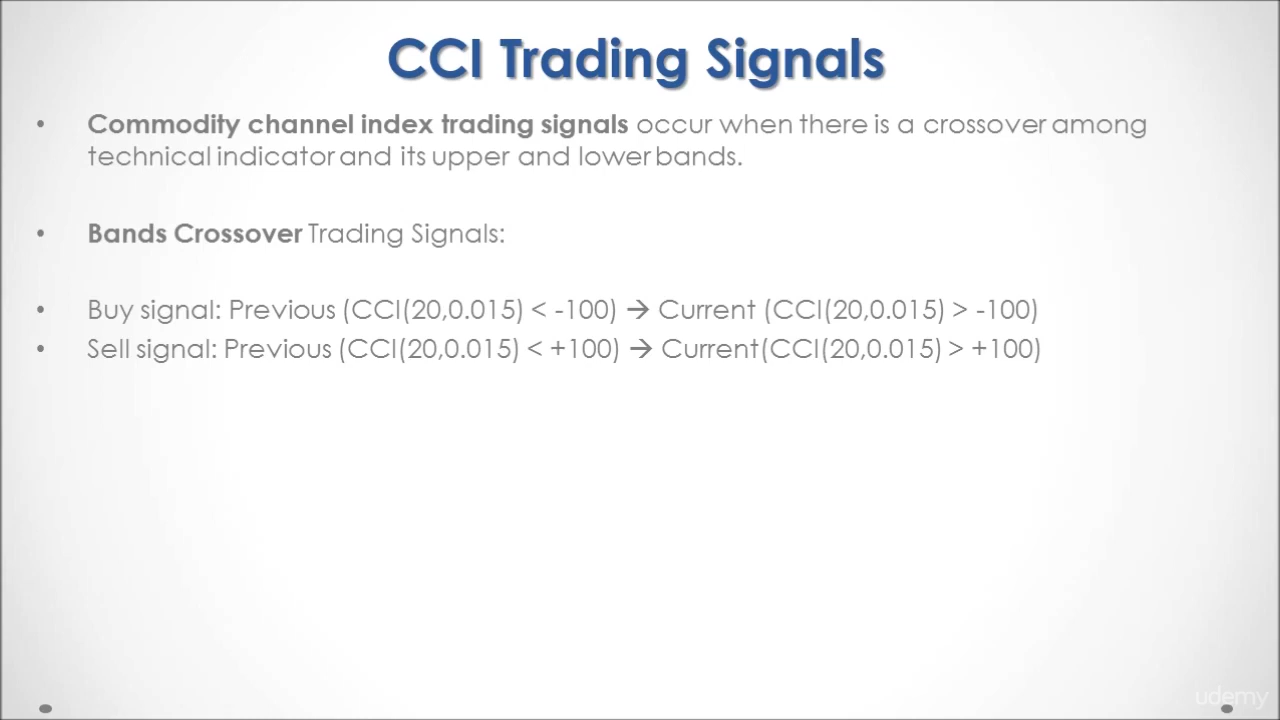 CCI Trading Signals
• Commodity channel index trading signals occur when there is a crossover among
technical indicator and its upper and lower bands.
• Bands Crossover Trading Signals:
• Buy signal: Previous (CCI(20,0.015) < -100) → Current (CCI(20,0.015) > -100)
• Sell signal: Previous (CCI(20,0.015) < +100) → Current(CCI(20,0.015) > +100)
udemy